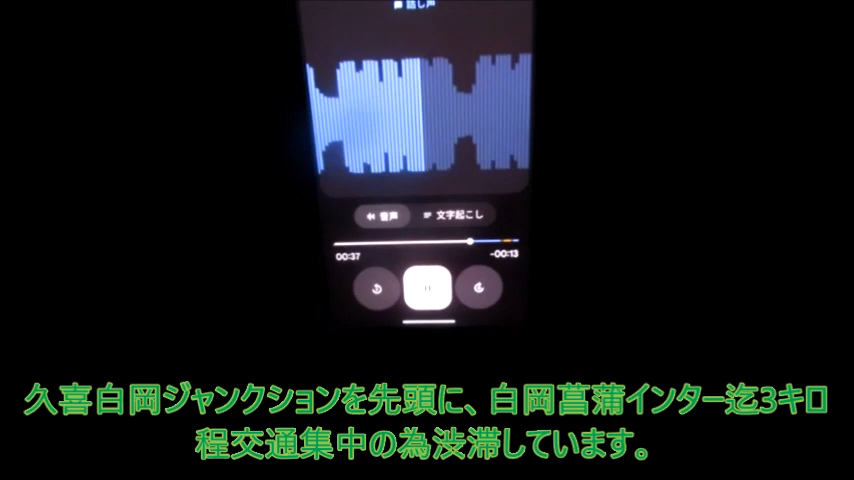 話し声
音声
文字起こし
00:37
-00:13
久喜白岡ジャンクションを先頭に、白岡菖蒲インター迄3キロ
程交通集中の為渋滞しています。